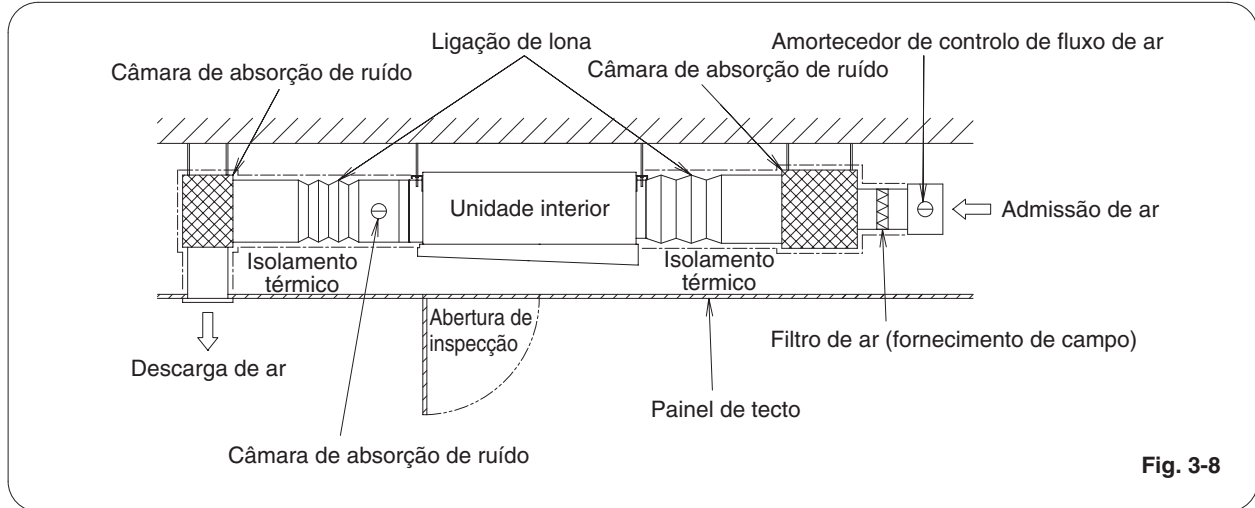 Ligação de lona
Amortecedor de controlo de fluxo de ar
Câmara de absorção de ruído
Câmara de absorção de ruído
Unidade interior
Admissão de ar
Isolamento
térmico
Isolamento
térmico
Abertura de
inspecção
Filtro de ar (fornecimento de campo)
Descarga de ar
Painel de tecto
Câmara de absorção de ruído
Fig. 3-8